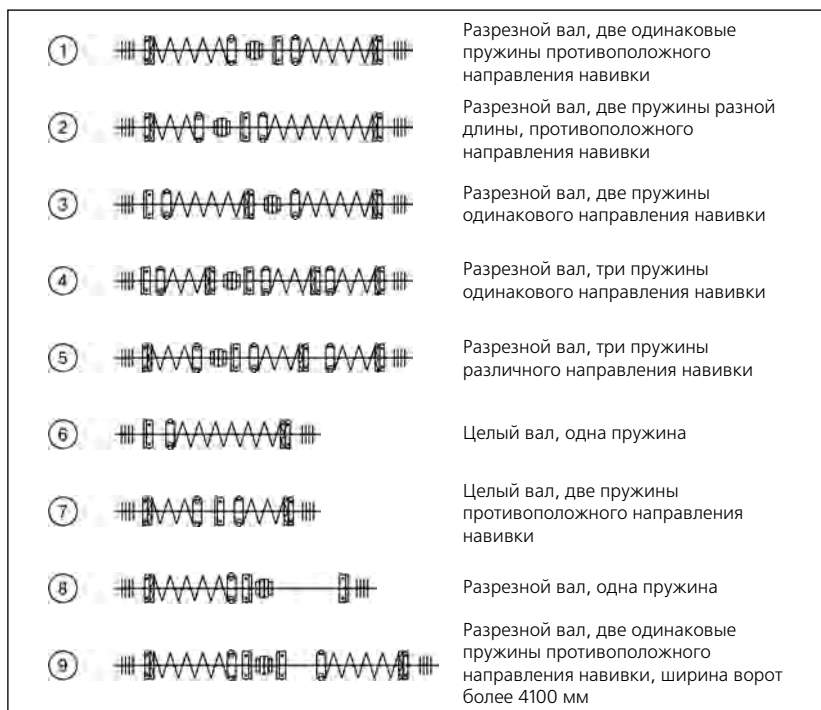 1
Разрезной вал, две одинаковые
пружины противоположного
направления навивки
2
Разрезной вал, две пружины разной
длины, противоположного
направления навивки
3
Разрезной вал, две пружины
одинакового направления навивки
4
Разрезной вал, три пружины
одинакового направления навивки
5
Разрезной вал, три пружины
различного направления навивки
6
Целый вал, одна пружина
7
Целый вал, две пружины
противоположного направления
навивки
8
Разрезной вал, одна пружина
9
Разрезной вал, две одинаковые
пружины противоположного
направления навивки, ширина ворот
более 4100 мм